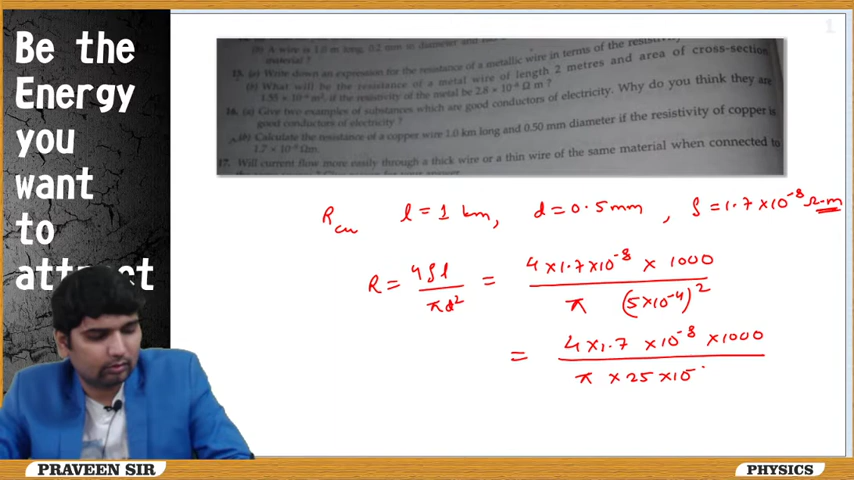 Be the
Energy
you
want
to
attract
1
(b) A wire is 1.0 m long, 0.2 mm in diameter and
material ?
15. (a) Write down an expression for the resistance of a metallic wire in terms of the
(b) What will be the resistance of a metal wire of length 2 metres and area of cross-section
1.55 × 10⁻⁶ m², if the resistivity of the metal be 2.8 × 10⁻⁸ Ω m ?
16. (a) Give two examples of substances which are good conductors of electricity. Why do you think they are
good conductors of electricity ?
(b) Calculate the resistance of a copper wire 1.0 km long and 0.50 mm diameter if the resistivity of copper is
1.7 × 10⁻⁸ Ωm.
17. Will current flow more easily through a thick wire or a thin wire of the same material when connected to
R_cu l = 1 km, d = 0.5 mm , ρ = 1.7 × 10⁻⁸ Ω-m
R = 4ρl / πd² = 4 × 1.7 × 10⁻⁸ × 1000 / π (5 × 10⁻⁴)²
= 4 × 1.7 × 10⁻⁸ × 1000 / π × 25 × 10⁻
PRAVEEN SIR
PHYSICS